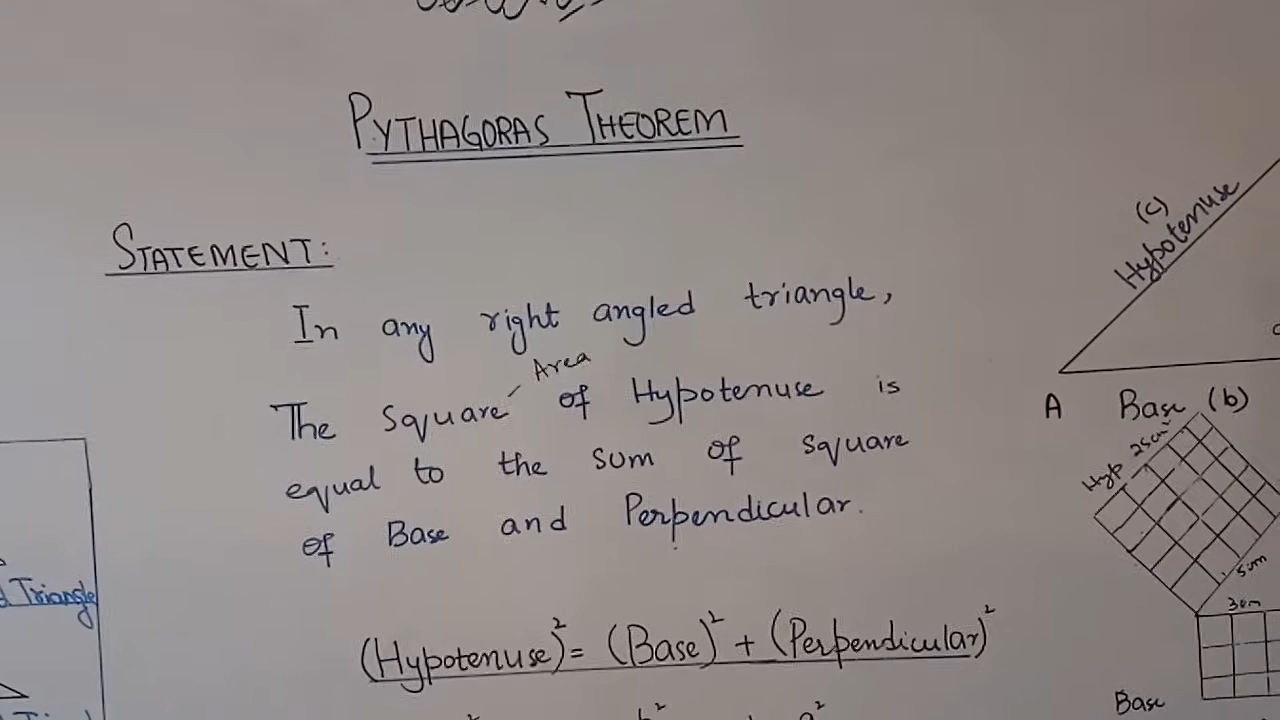 PYTHAGORAS THEOREM
STATEMENT:
In any right angled triangle,
Area
The Square of Hypotenuse is
equal to the sum of square
of Base and Perpendicular.
(Hypotenuse)² = (Base)² + (Perpendicular)²
Triangle
(c)
Hypotenuse
A Base (b)
Hyp 25cm²
5cm
3cm
Base